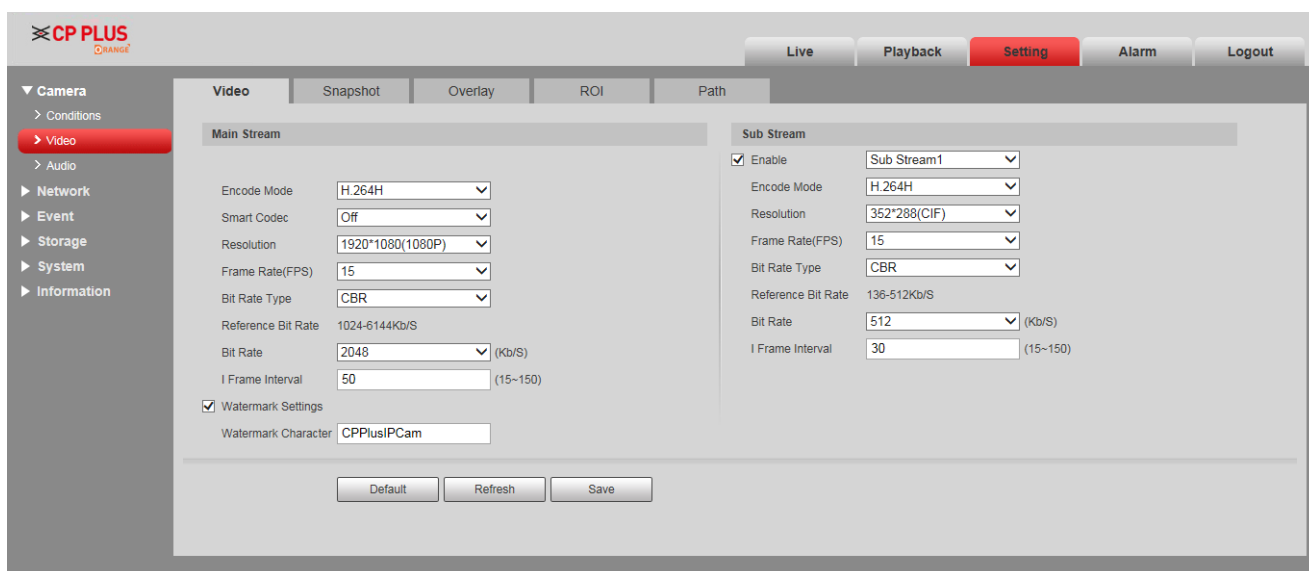 CP PLUS
ORANGE
Live Playback Setting Alarm Logout
Camera
Conditions
Video
Audio
Network
Event
Storage
System
Information
Video Snapshot Overlay ROI Path
Main Stream
Encode Mode H.264H
Smart Codec Off
Resolution 1920*1080(1080P)
Frame Rate(FPS) 15
Bit Rate Type CBR
Reference Bit Rate 1024-6144Kb/S
Bit Rate 2048 (Kb/S)
I Frame Interval 50 (15~150)
Watermark Settings
Watermark Character CPPlusIPCam
Sub Stream
Enable Sub Stream1
Encode Mode H.264H
Resolution 352*288(CIF)
Frame Rate(FPS) 15
Bit Rate Type CBR
Reference Bit Rate 136-512Kb/S
Bit Rate 512 (Kb/S)
I Frame Interval 30 (15~150)
Default Refresh Save